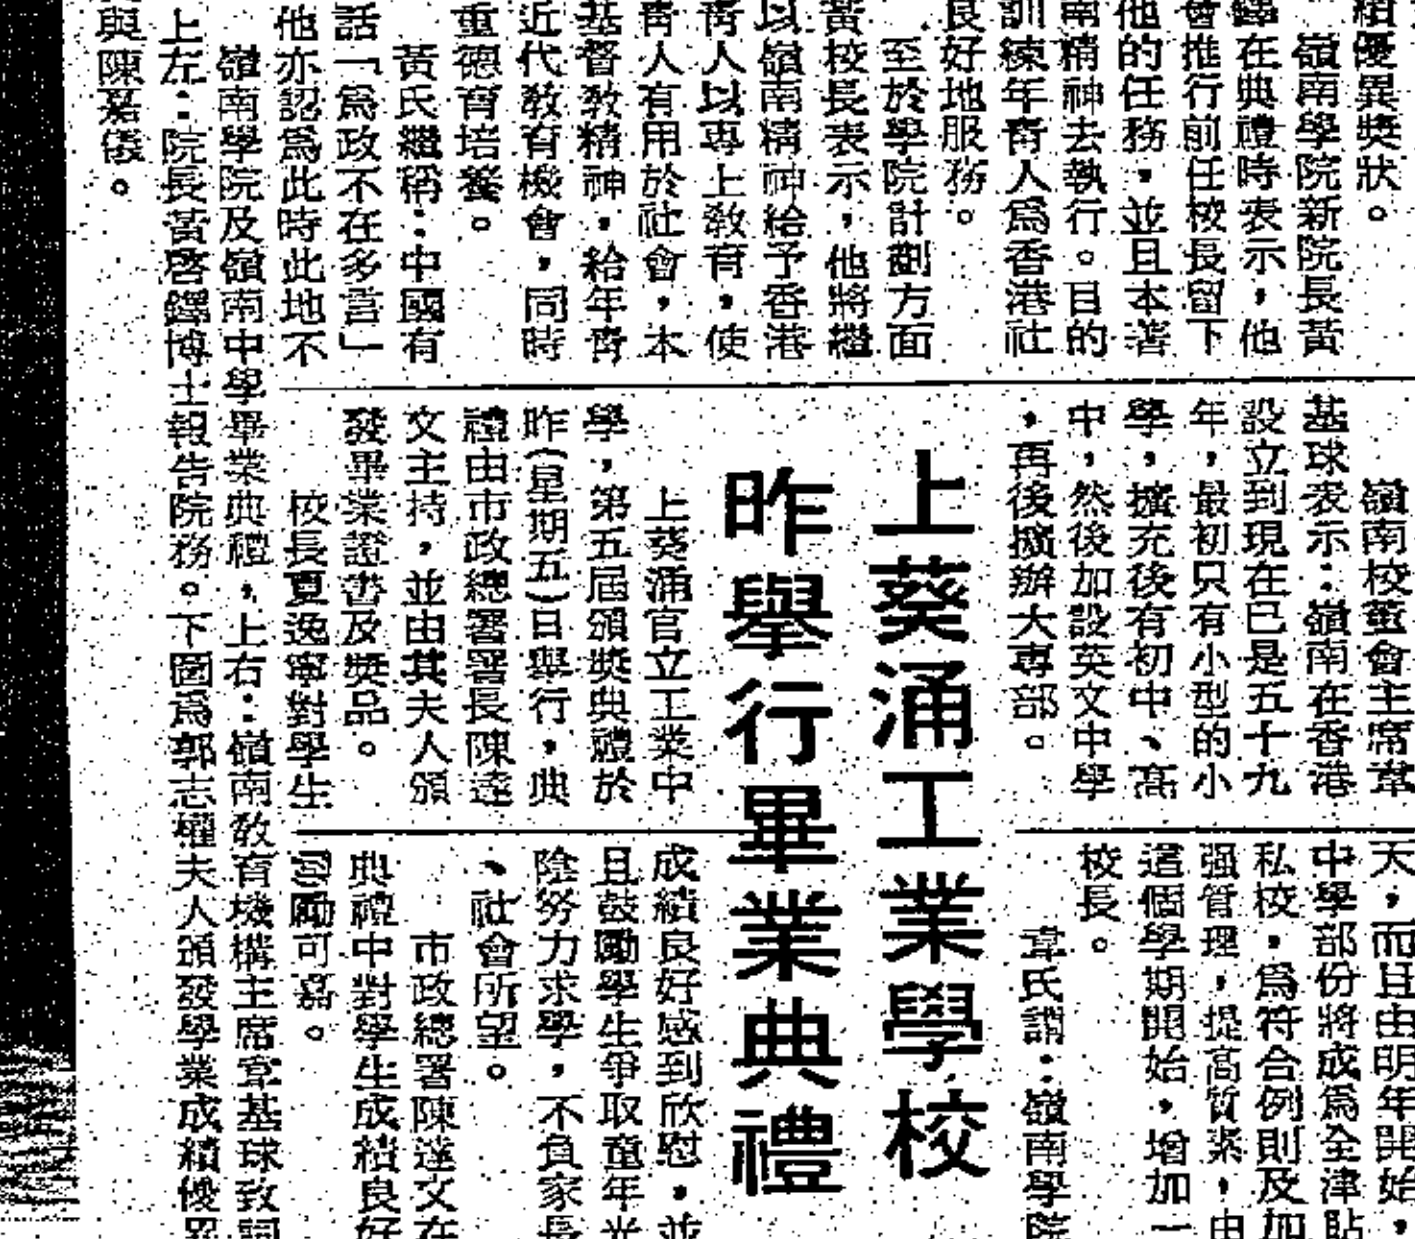 績優異獎狀。
嶺南學院新院長黃
鐸在典禮時表示，他
會推行前任校長留下
他的任務，並且本著
南精神去執行。目的
訓練年青人爲香港社
良好地服務。
至於學院計劃方面
黃校長表示，他將繼
以嶺南精神給予香港
青人以專上教育，使
青人有用於社會，本
基督教精神，給年青
近代教育機會，同時
重德育培養。
黃氏繼稱：中國有
話「爲政不在多言」
他亦認爲此時此地不
嶺南校董會主席韋
基球表示：嶺南在香港
設立到現在已是五十九
年，最初只有小型的小
學，擴充後有初中、高
中，然後加設英文中學
，再後擴辦大專部。
天，而且由明年開始，
中學部份將成爲全津貼
私校，爲符合例則及加
强管理，提高質素，由
這個學期開始，增加一
校長。
韋氏謂：嶺南學院
上葵涌工業學校
昨舉行畢業典禮
上葵涌官立工業中
學，第五屆頒獎典禮於
昨（星期五）日舉行，典
禮由市政總署署長陳達
文主持，並由其夫人頒
發畢業證書及獎品。
校長夏逸寧對學生
成績良好感到欣慰，並
且鼓勵學生爭取童年光
陰努力求學，不負家長
、社會所望。
市政總署陳達文在
典禮中對學生成績良好
勵可嘉。
嶺南學院及嶺南中學畢業典禮，上右：嶺南教育機構主席韋基球致詞
上左：院長黃啓鐸博士報告院務。下圖爲郭志權夫人頒發學業成績優異
與陳嘉儀。